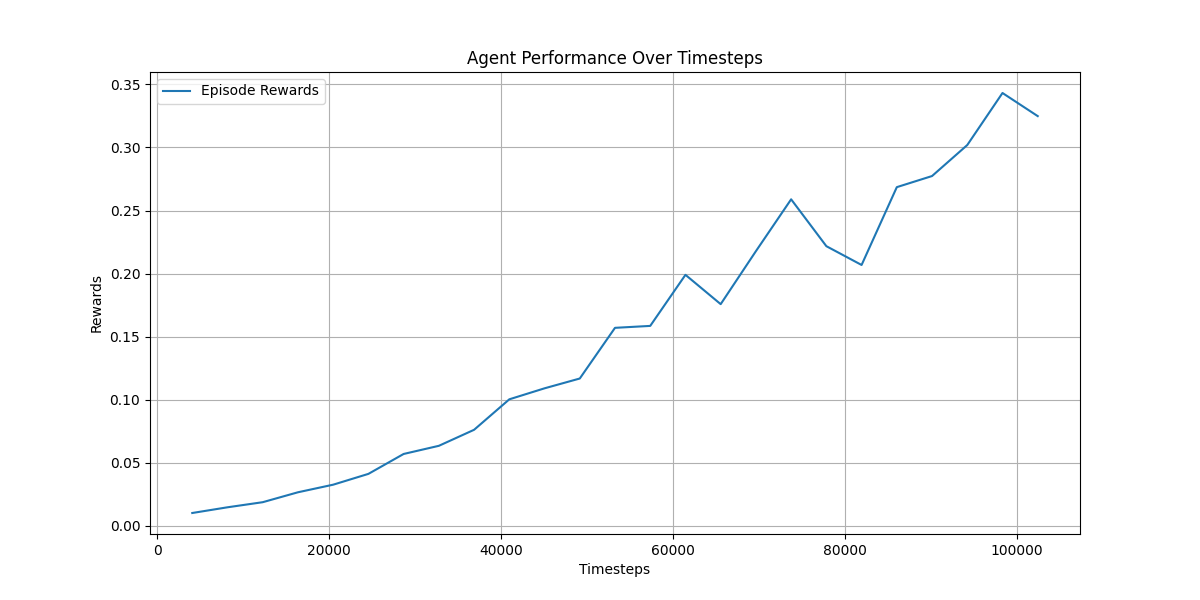 Agent Performance Over Timesteps
Episode Rewards
0.35
0.30
0.25
0.20
0.15
0.10
0.05
0.00
Rewards
0 20000 40000 60000 80000 100000
Timesteps